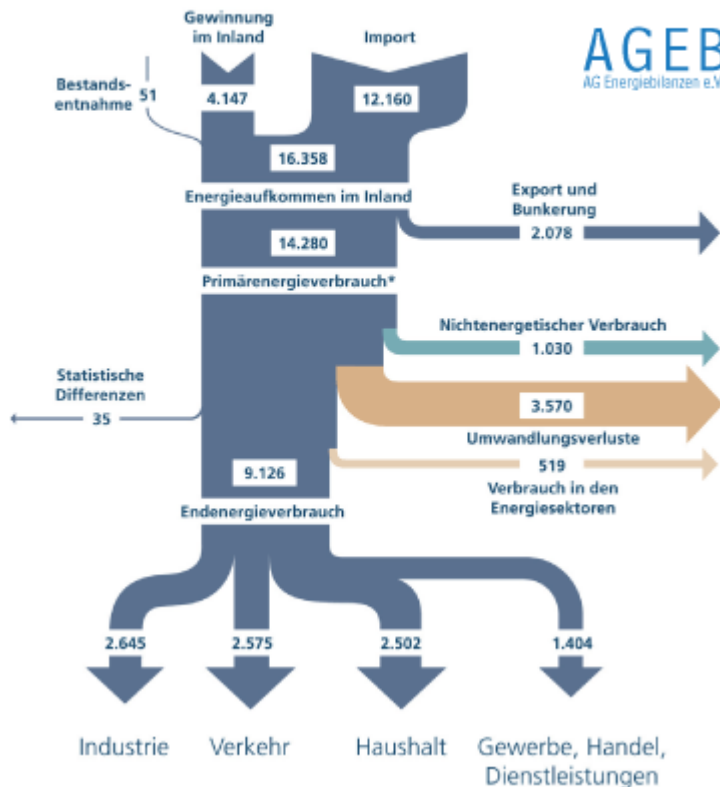 Gewinnung
im Inland
Import
AGEB
AG Energiebilanzen e.V.
Bestands-
entnahme
51
4.147
12.160
16.358
Energieaufkommen im Inland
Export und
Bunkerung
2.078
14.280
Primärenergieverbrauch*
Nichtenergetischer Verbrauch
1.030
Statistische
Differenzen
35
3.570
Umwandlungsverluste
519
Verbrauch in den
Energiesektoren
9.126
Endenergieverbrauch
2.645
2.575
2.502
1.404
Industrie
Verkehr
Haushalt
Gewerbe, Handel,
Dienstleistungen